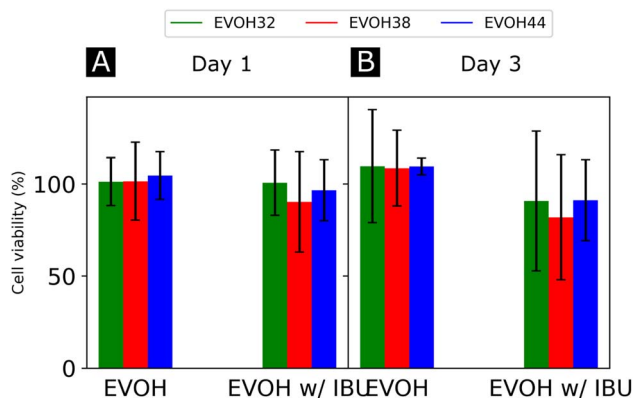 EVOH32 EVOH38 EVOH44
A Day 1 B Day 3
Cell viability (%)
100
50
0
EVOH EVOH w/ IBU EVOH EVOH w/ IBU